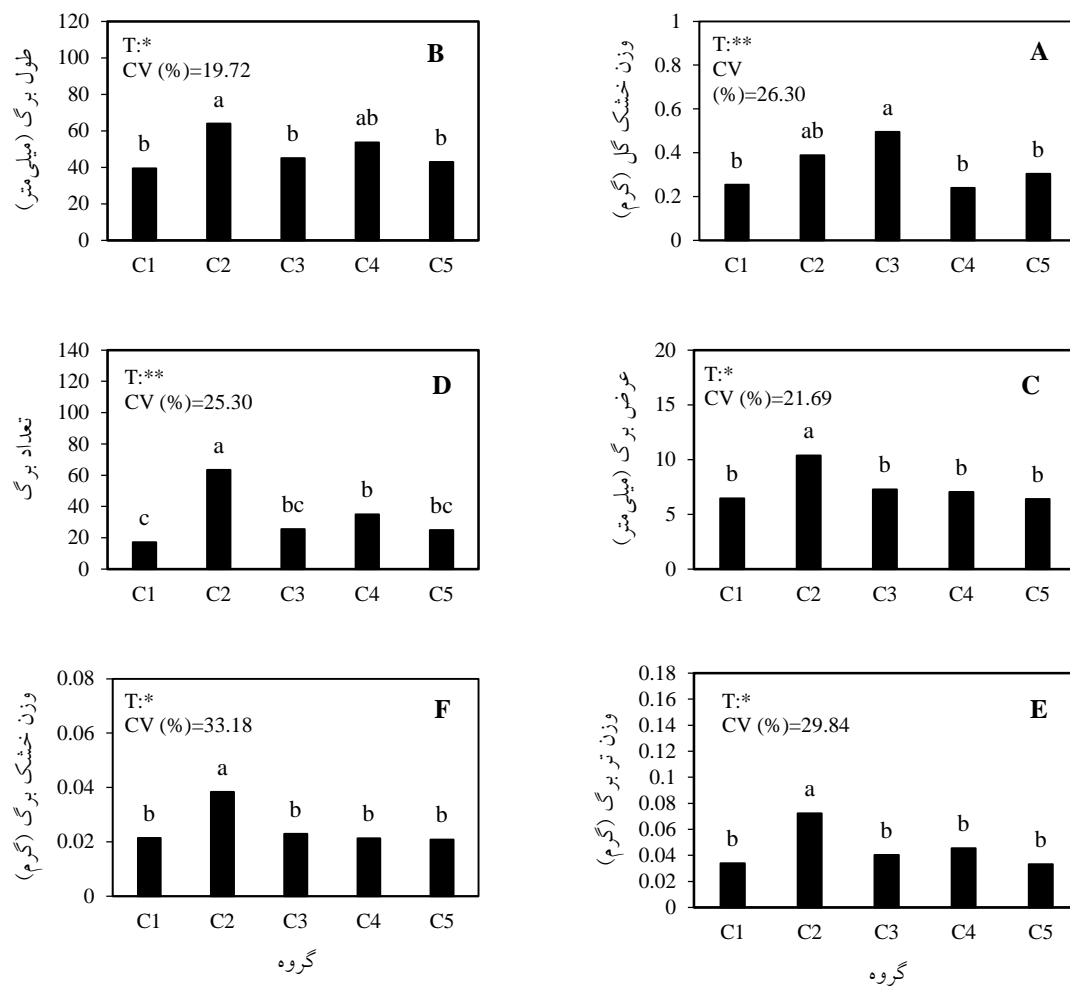 وزن خشک گل (گرم)
1
0.8
0.6
0.4
0.2
0
T:**
CV
(%)=26.30
A
b
ab
a
b
b
C1
C2
C3
C4
C5
طول برگ (میلی‌متر)
120
100
80
60
40
20
0
T:*
CV (%)=19.72
B
b
a
b
ab
b
C1
C2
C3
C4
C5
عرض برگ (میلی‌متر)
20
15
10
5
0
T:*
CV (%)=21.69
C
b
a
b
b
b
C1
C2
C3
C4
C5
تعداد برگ
140
120
100
80
60
40
20
0
T:**
CV (%)=25.30
D
c
a
bc
b
bc
C1
C2
C3
C4
C5
وزن تر برگ (گرم)
0.18
0.16
0.14
0.12
0.1
0.08
0.06
0.04
0.02
0
T:*
CV (%)=29.84
E
b
a
b
b
b
C1
C2
C3
C4
C5
گروه
وزن خشک برگ (گرم)
0.08
0.06
0.04
0.02
0
T:*
CV (%)=33.18
F
b
a
b
b
b
C1
C2
C3
C4
C5
گروه